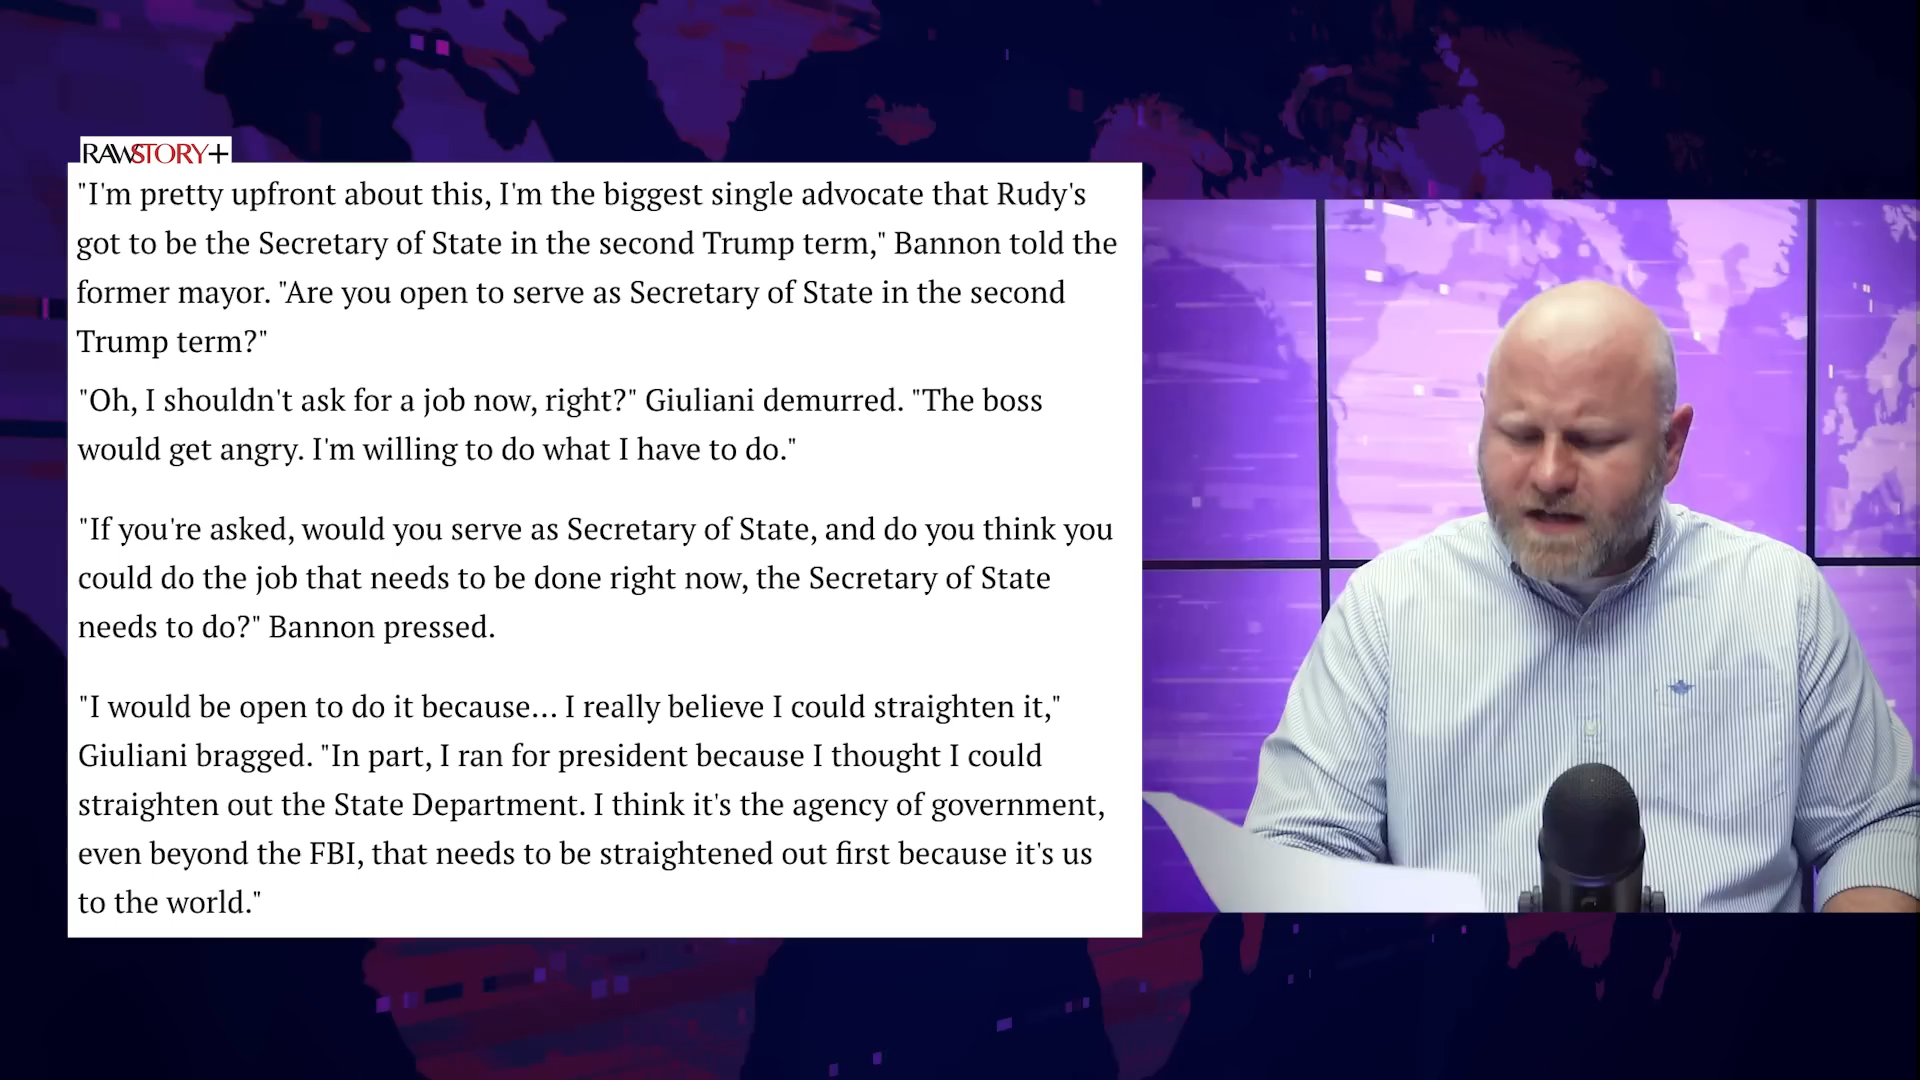 RAWSTORY+
"I'm pretty upfront about this, I'm the biggest single advocate that Rudy's
got to be the Secretary of State in the second Trump term," Bannon told the
former mayor. "Are you open to serve as Secretary of State in the second
Trump term?"
"Oh, I shouldn't ask for a job now, right?" Giuliani demurred. "The boss
would get angry. I'm willing to do what I have to do."
"If you're asked, would you serve as Secretary of State, and do you think you
could do the job that needs to be done right now, the Secretary of State
needs to do?" Bannon pressed.
"I would be open to do it because... I really believe I could straighten it,"
Giuliani bragged. "In part, I ran for president because I thought I could
straighten out the State Department. I think it's the agency of government,
even beyond the FBI, that needs to be straightened out first because it's us
to the world."